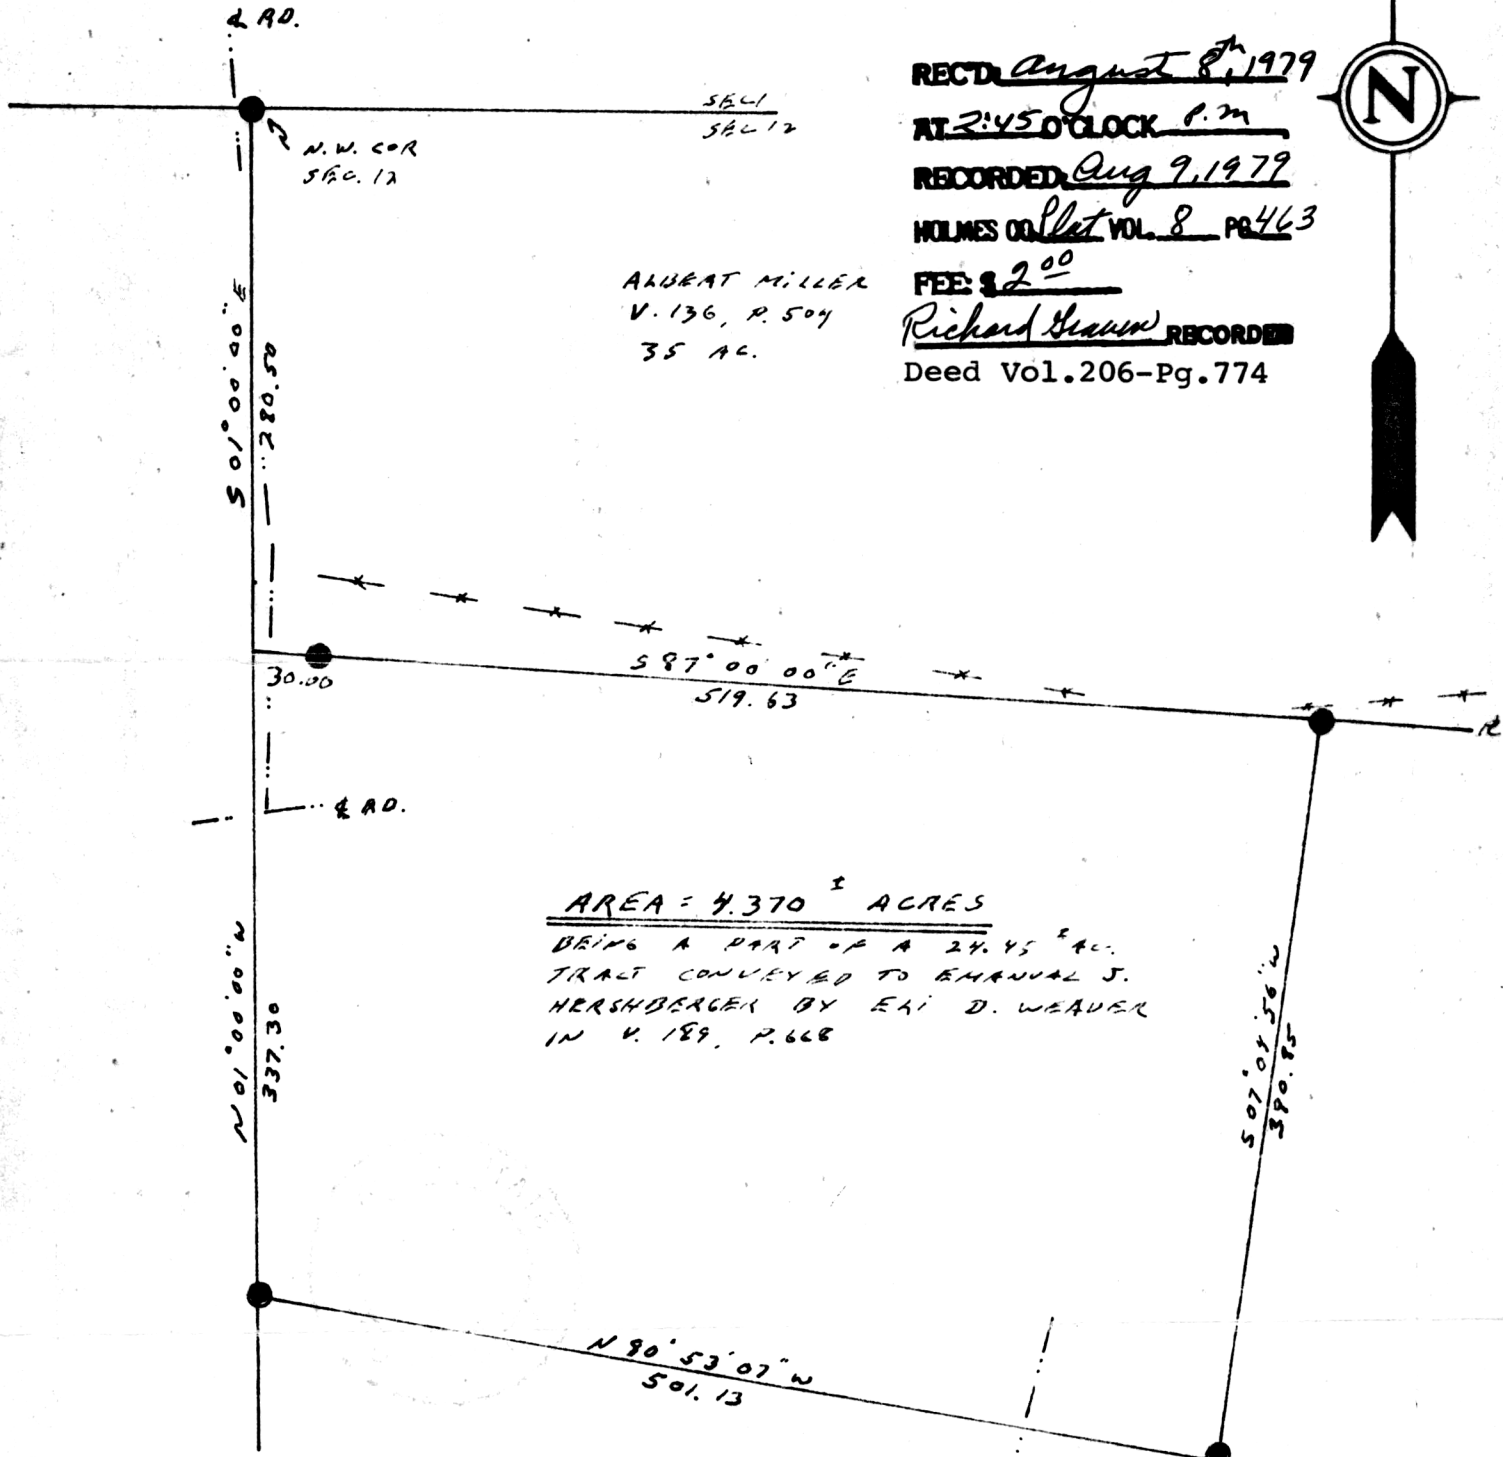 ℄ RD.
REC'D. August 8th, 1979
AT 2:45 O'CLOCK P.M
RECORDED Aug 9, 1979
HOLMES CO. Plat VOL. 8 PG. 463
FEE: $ 2 00
Richard Graven RECORDER
Deed Vol.206-Pg.774
N
SEC 1
SEC 12
N.W. COR
SEC. 12
ALBERT MILLER
V. 136, P. 504
35 AC.
S 01° 00' 00" E
280.50
30.00
S 87° 00' 00" E
519.63
℄ RD.
AREA = 4.370 ± ACRES
BEING A PART OF A 24.45 ± AC.
TRACT CONVEYED TO EMANUAL J.
HERSHBERGER BY ELI D. WEAVER
IN V. 189, P. 668
N 01° 00' 00" W
337.30
S 07° 04' 56" W
390.85
N 80° 53' 07" W
501.13